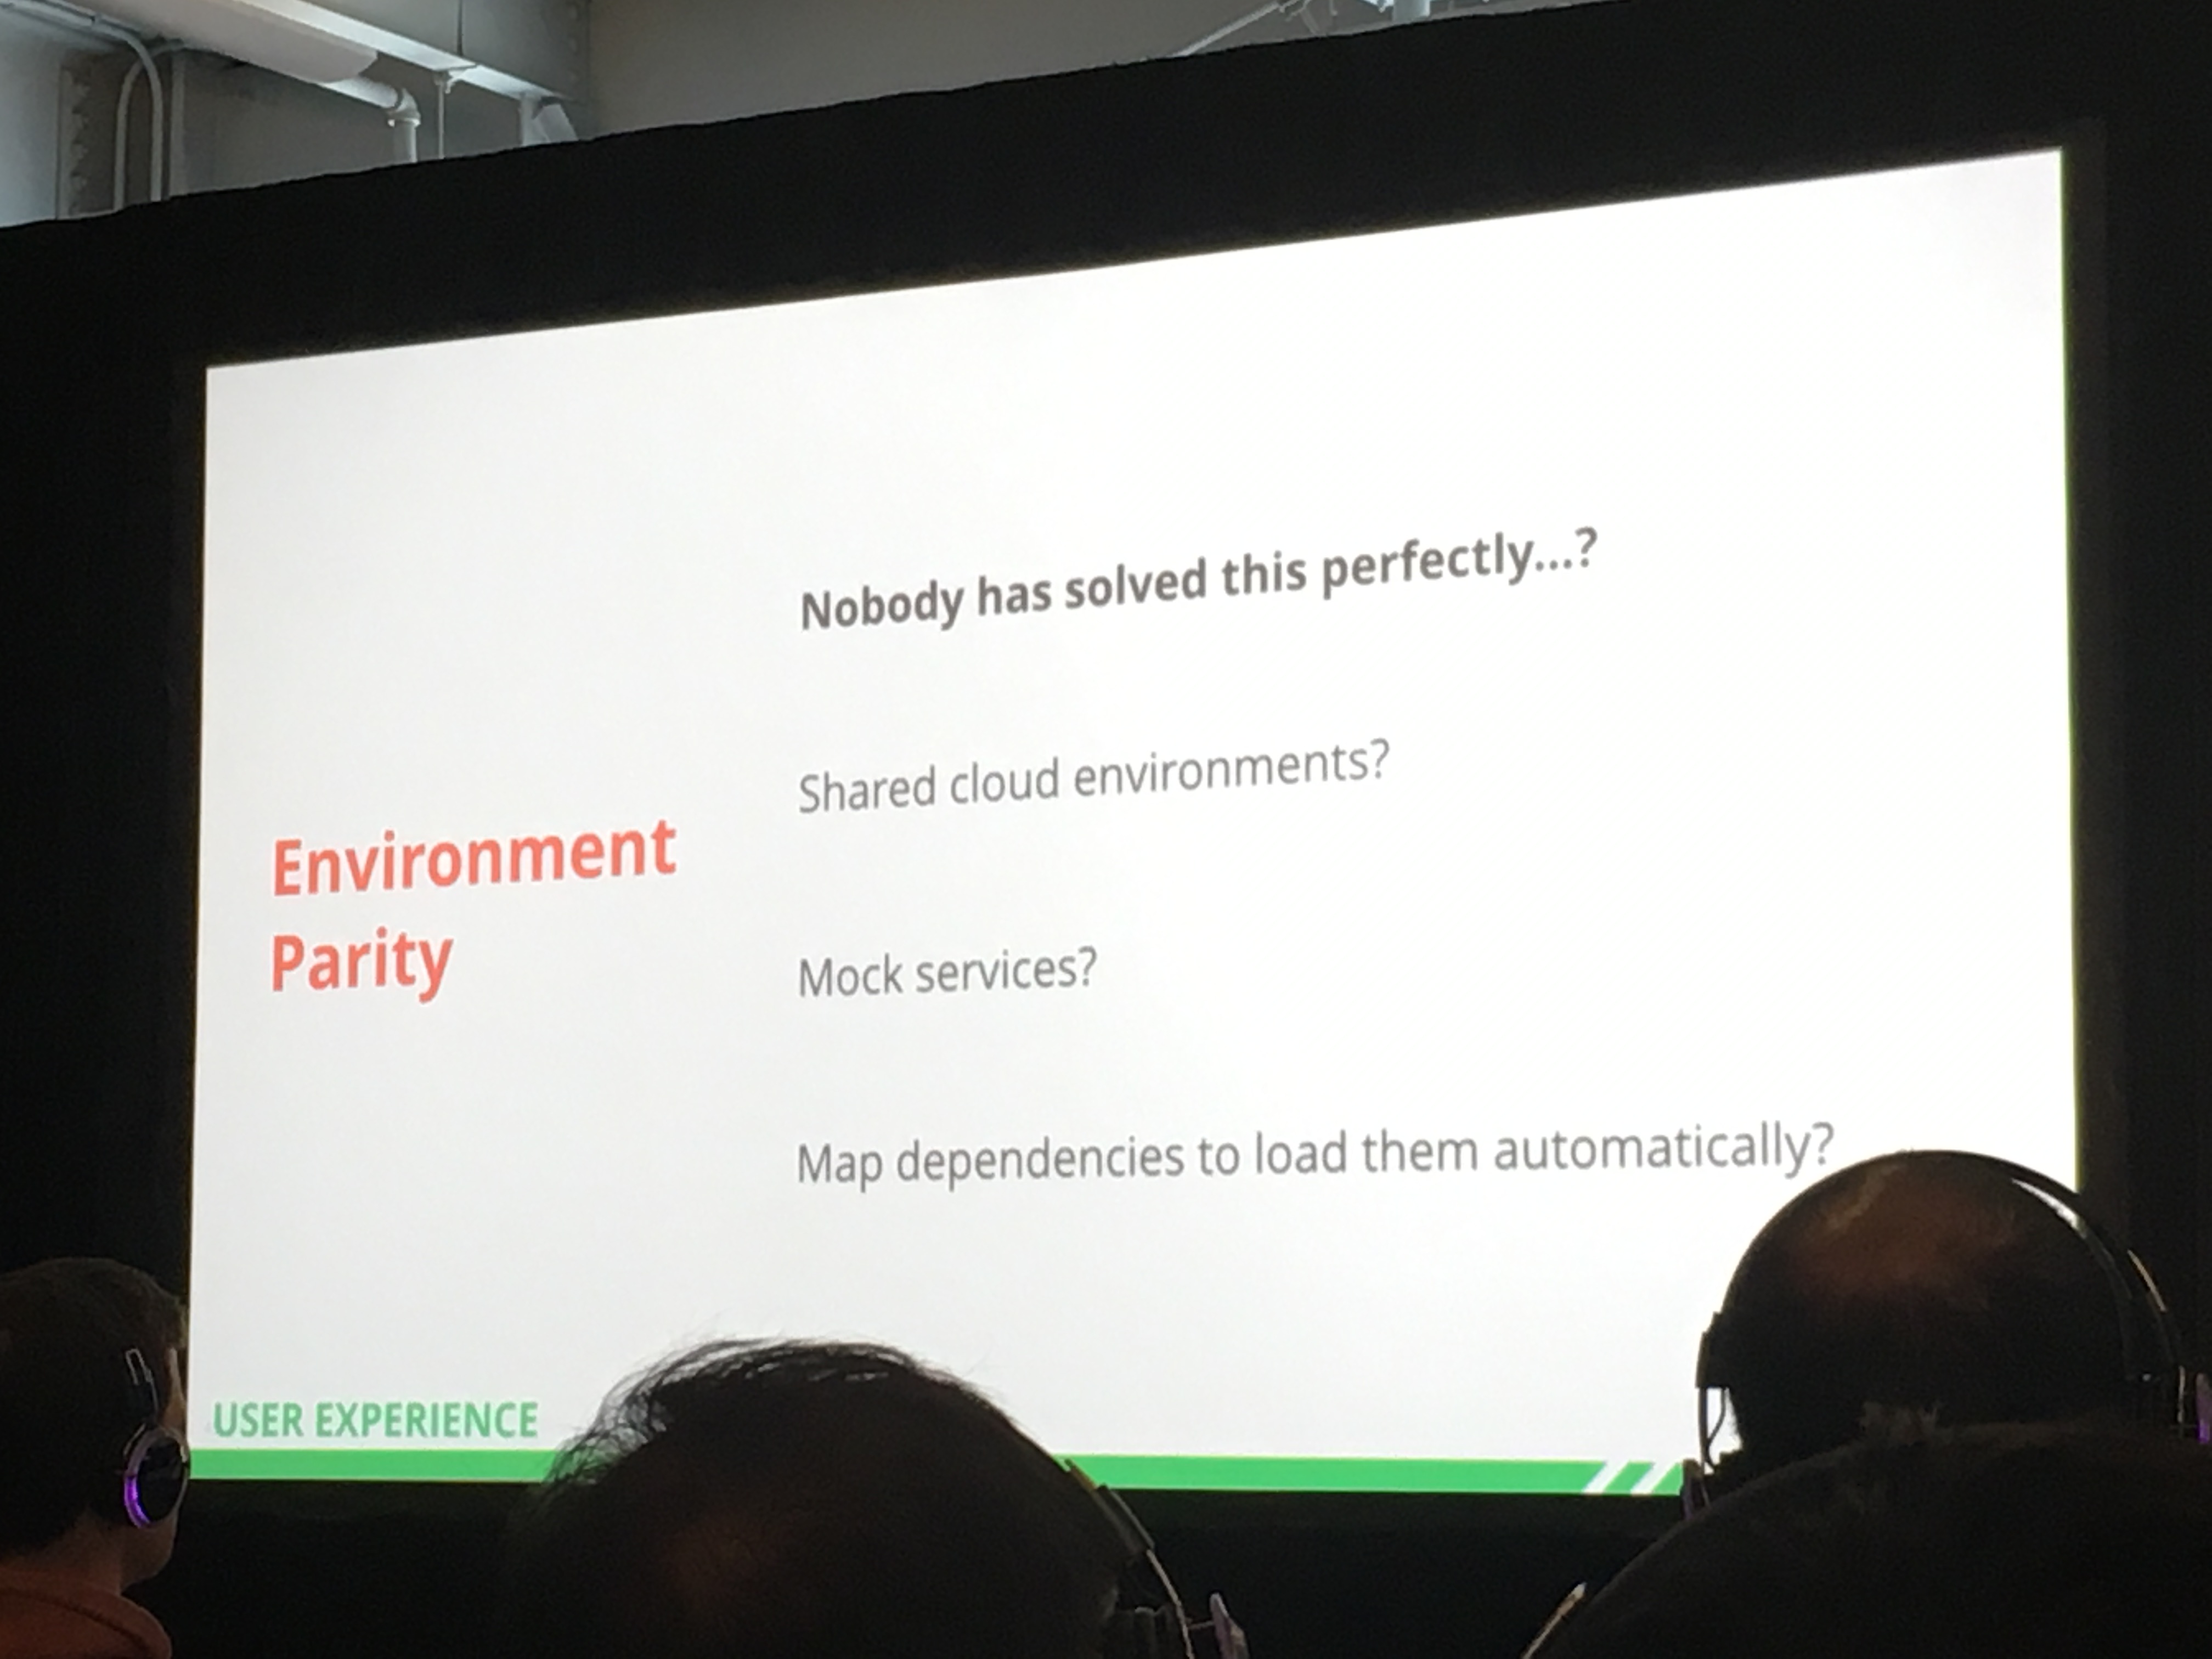 Nobody has solved this perfectly...?
Shared cloud environments?
Environment
Parity
Mock services?
Map dependencies to load them automatically?
USER EXPERIENCE